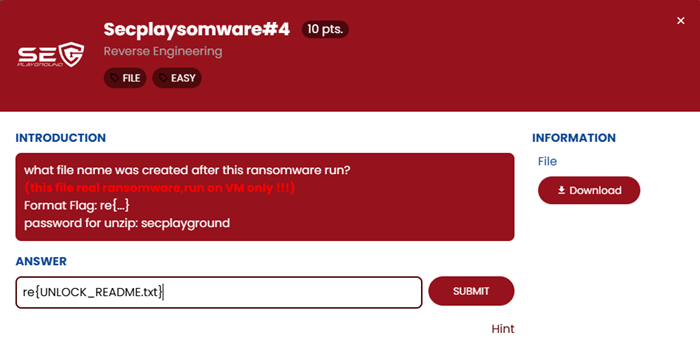 Secplaysomware#4
10 pts.
×
SEC
PLAYGROUND
Reverse Engineering
FILE
EASY
INTRODUCTION
what file name was created after this ransomware run?
(this file real ransomware,run on VM only !!!)
Format Flag: re{...}
password for unzip: secplayground
INFORMATION
File
Download
ANSWER
re{UNLOCK_README.txt}
SUBMIT
Hint